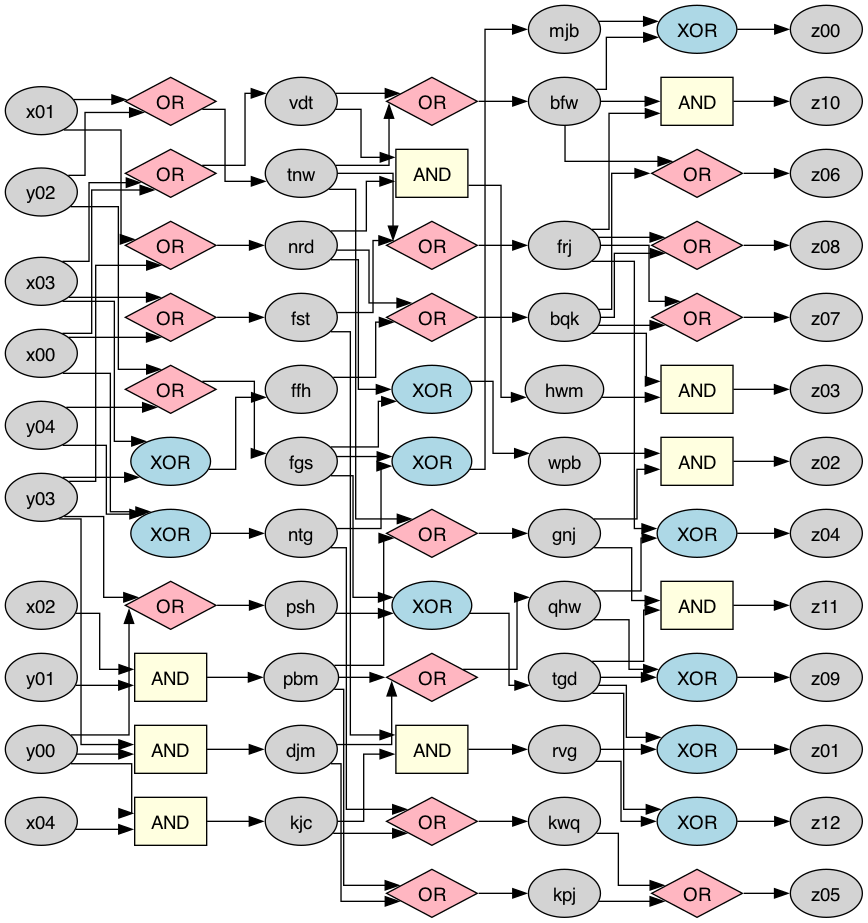 mjb XOR z00
x01 OR vdt OR bfw AND z10
y02 OR tnw AND OR z06
x03 OR nrd OR frj OR z08
x00 OR fst OR bqk OR z07
y04 OR ffh XOR hwm AND z03
y03 XOR fgs XOR wpb AND z02
XOR ntg OR gnj XOR z04
x02 OR psh XOR qhw AND z11
y01 AND pbm OR tgd XOR z09
y00 AND djm AND rvg XOR z01
x04 AND kjc OR kwq XOR z12
OR kpj OR z05